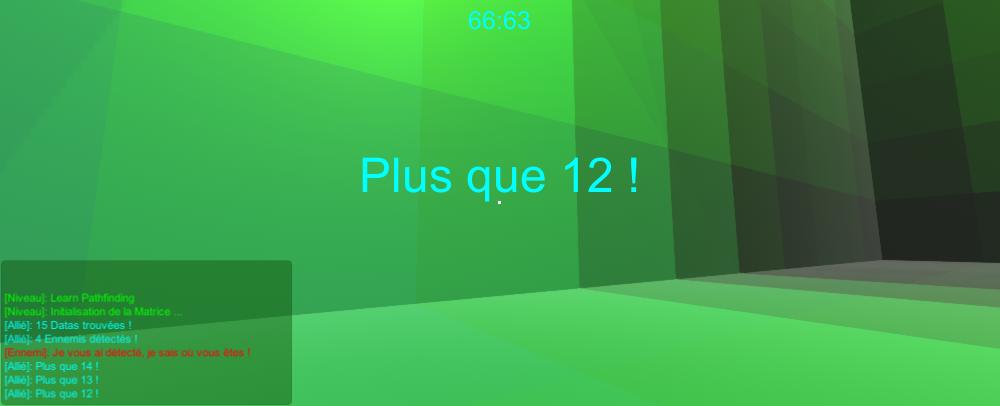 66:63
Plus que 12 !
[Niveau]: Learn Pathfinding
[Niveau]: Initialisation de la Matrice ...
[Allié]: 15 Datas trouvées !
[Allié]: 4 Ennemis détectés !
[Ennemi]: Je vous ai détecté, je sais où vous êtes !
[Allié]: Plus que 14 !
[Allié]: Plus que 13 !
[Allié]: Plus que 12 !